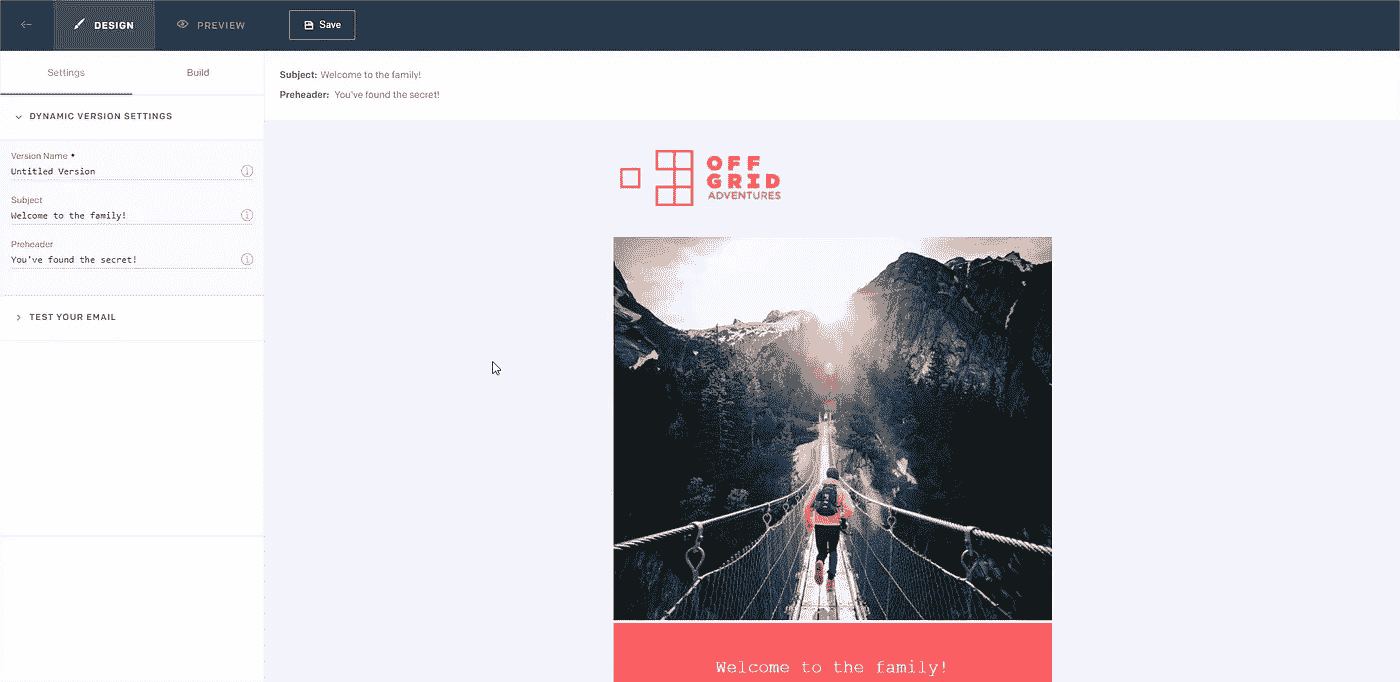 DESIGN
PREVIEW
Save
Settings
Build
Subject: Welcome to the family!
Preheader: You've found the secret!
DYNAMIC VERSION SETTINGS
Version Name •
Untitled Version
Subject
Welcome to the family!
Preheader
You've found the secret!
TEST YOUR EMAIL
OFF
GRID
ADVENTURES
Welcome to the family!